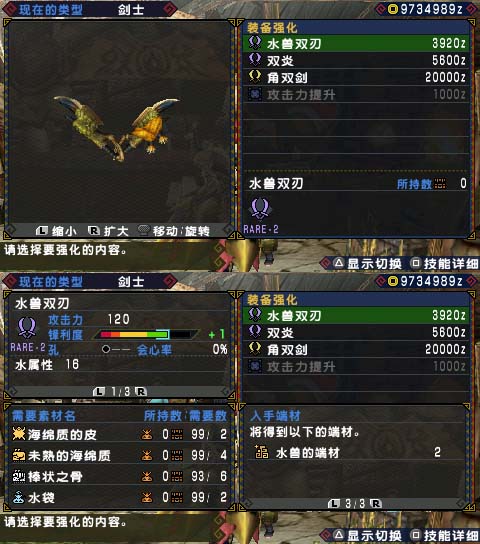 现在的类型 剑士
9734989z
装备强化
水兽双刃 3920z
双炎 5600z
角双剑 20000z
攻击力提升 1000z
水兽双刃 所持数 0
RARE-2
L 缩小 R 扩大 移动/旋转
请选择要强化的内容。
△显示切换 □技能详细
现在的类型 剑士
9734989z
水兽双刃
攻击力 120
锋利度 +1
RARE-2 孔 ●-- 会心率 0%
水属性 16
L 1/3 R
需要素材名 所持数 需要数
海绵质的皮 0 99/ 2
未熟的海绵质 0 99/ 4
棒状之骨 0 93/ 6
水袋 0 99/ 2
装备强化
水兽双刃 3920z
双炎 5600z
角双剑 20000z
攻击力提升 1000z
入手端材
将得到以下的端材。
水兽的端材 2
L 3/3 R
请选择要强化的内容。
△显示切换 □技能详细